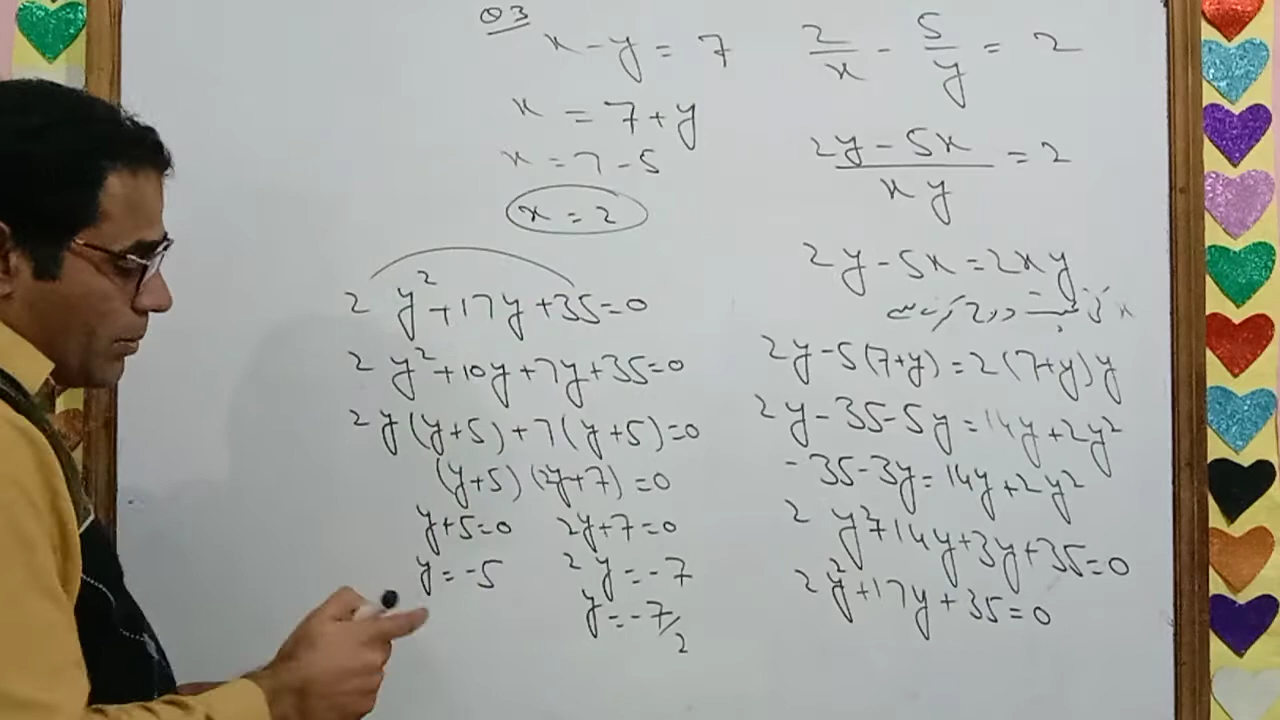 Q3
x - y = 7
x = 7 + y
x = 7 - 5
x = 2
2/x - 5/y = 2
(2y - 5x)/(xy) = 2
2y - 5x = 2xy
2y - 5(7+y) = 2(7+y)y
2y - 35 - 5y = 14y + 2y²
-35 - 3y = 14y + 2y²
2y² + 14y + 3y + 35 = 0
2y² + 17y + 35 = 0
2y² + 17y + 35 = 0
2y² + 10y + 7y + 35 = 0
2y(y+5) + 7(y+5) = 0
(y+5)(2y+7) = 0
y + 5 = 0 2y + 7 = 0
y = -5 2y = -7
y = -7/2